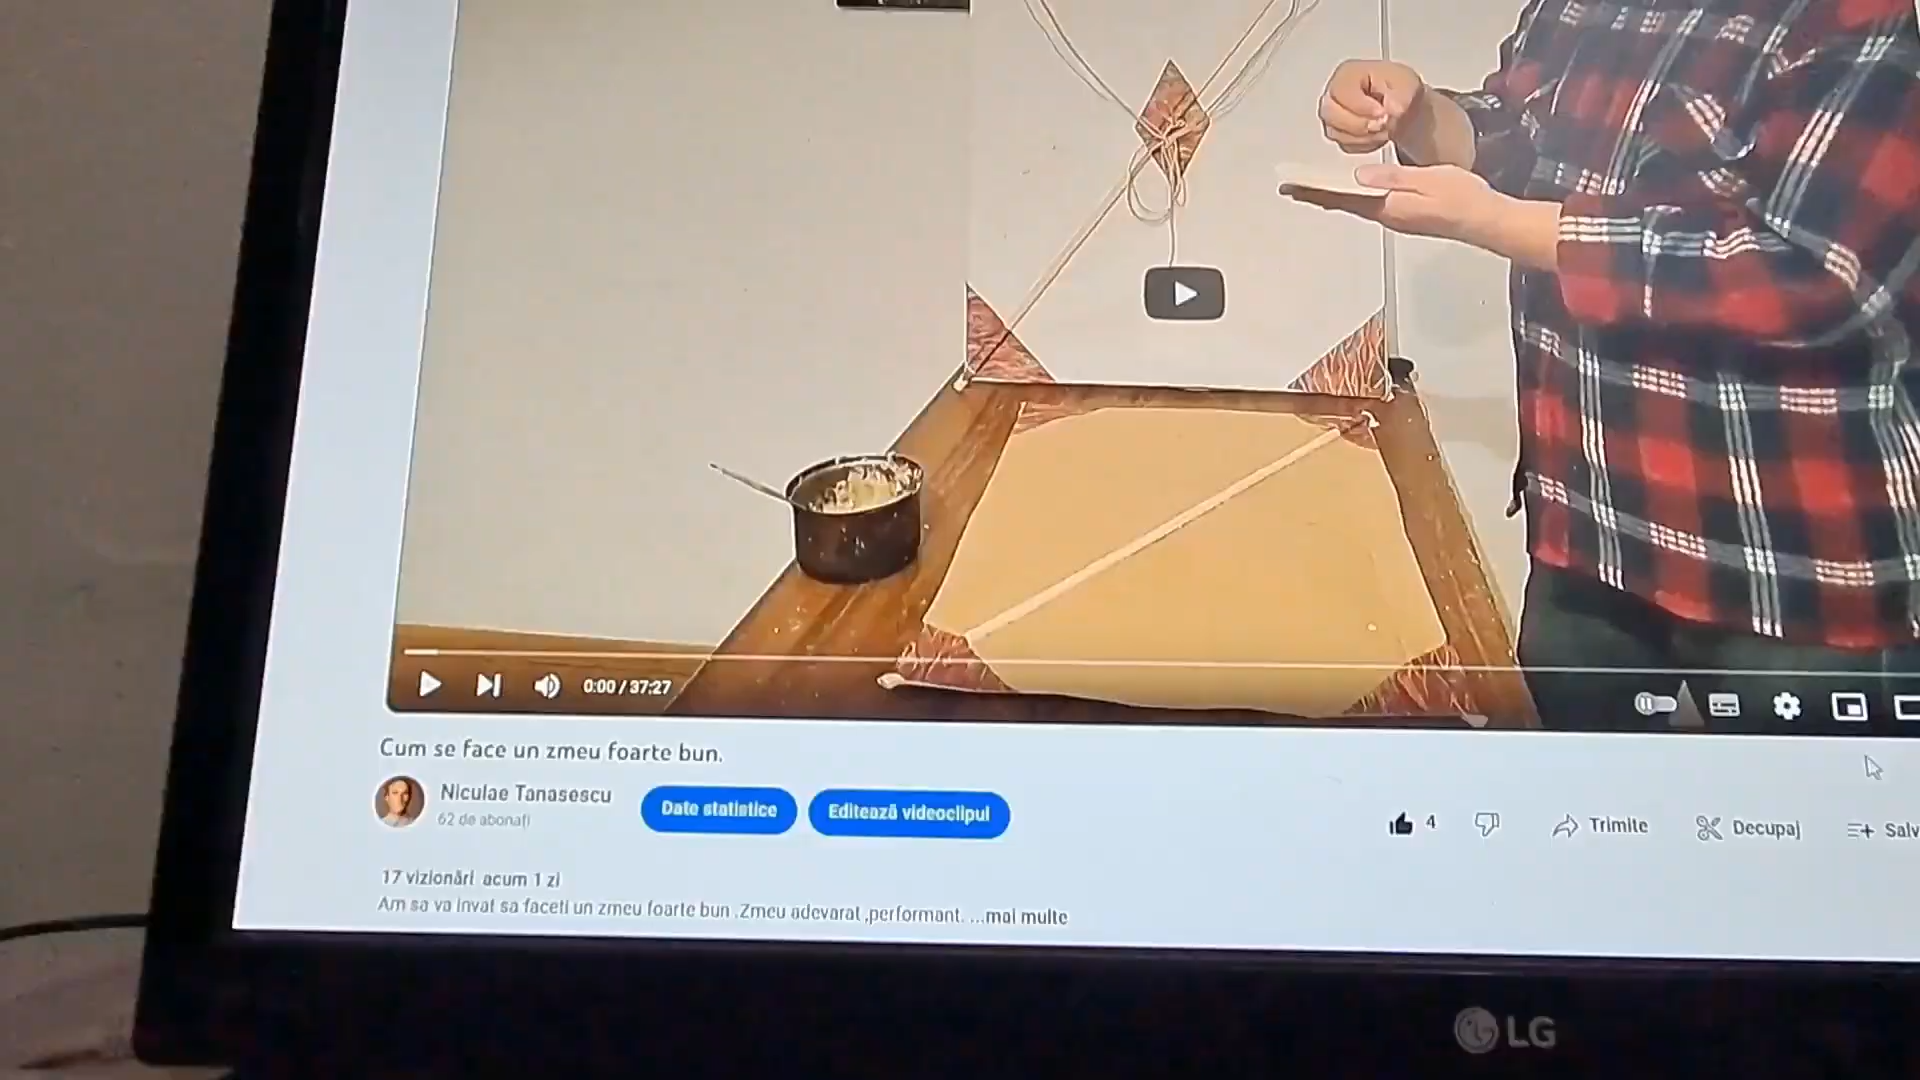 0:00 / 37:27
Cum se face un zmeu foarte bun.
Niculae Tanasescu
62 de abonați
Date statistice
Editează videoclipul
4
Trimite
Decupaj
Salv
17 vizionări acum 1 zi
Am sa va invat sa faceti un zmeu foarte bun .Zmeu adevarat ,performant. ...mai multe
LG